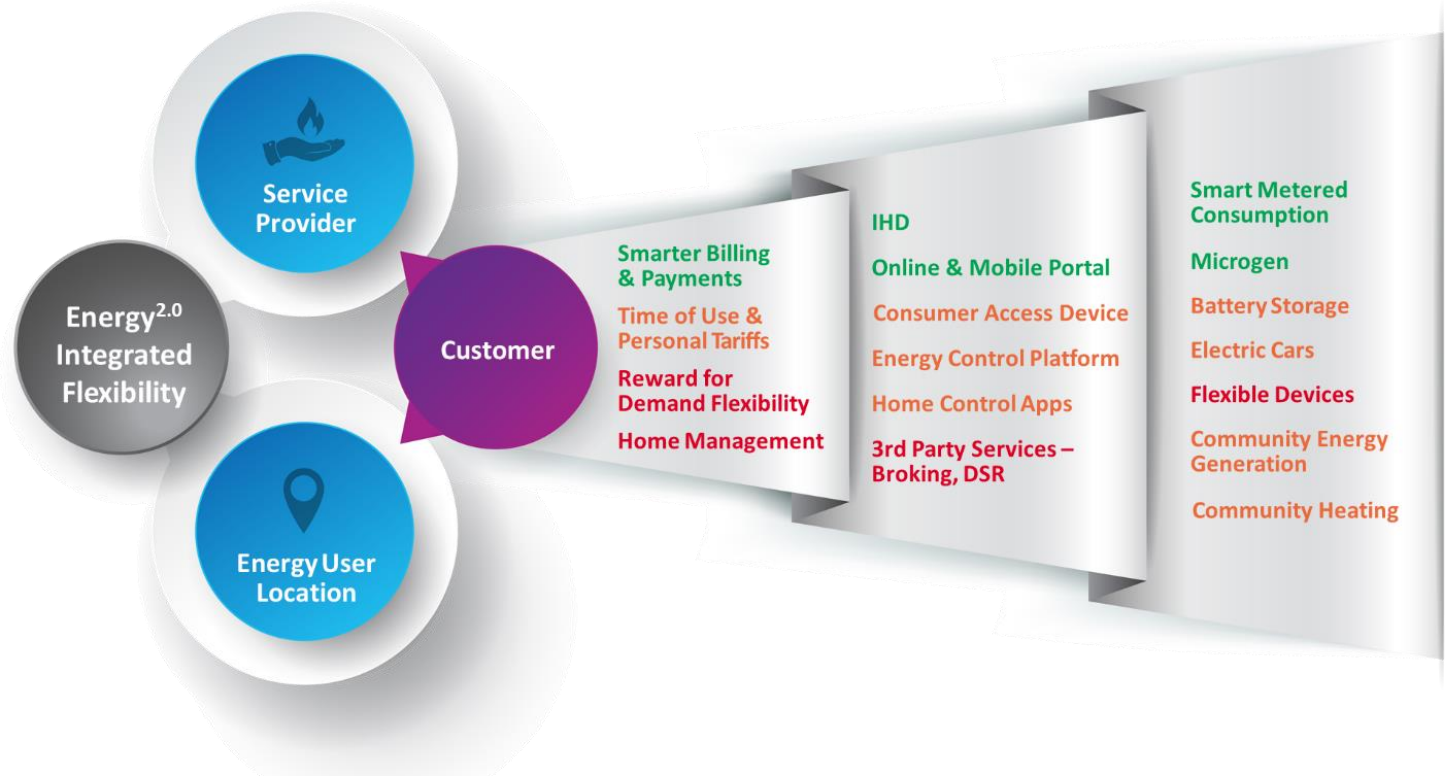 Service
Provider
Energy2.0
Integrated
Flexibility
Customer
Energy User
Location
Smarter Billing
& Payments
Time of Use &
Personal Tariffs
Reward for
Demand Flexibility
Home Management
IHD
Online & Mobile Portal
Consumer Access Device
Energy Control Platform
Home Control Apps
3rd Party Services –
Broking, DSR
Smart Metered
Consumption
Microgen
Battery Storage
Electric Cars
Flexible Devices
Community Energy
Generation
Community Heating